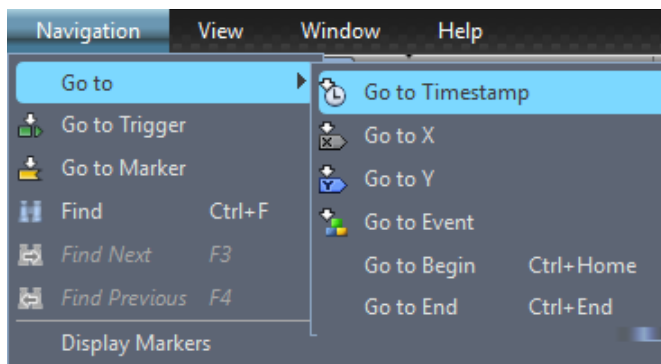 Navigation View Window Help
Go to
Go to Trigger
Go to Marker
Find Ctrl+F
Find Next F3
Find Previous F4
Display Markers
Go to Timestamp
X Go to X
Y Go to Y
Go to Event
Go to Begin Ctrl+Home
Go to End Ctrl+End